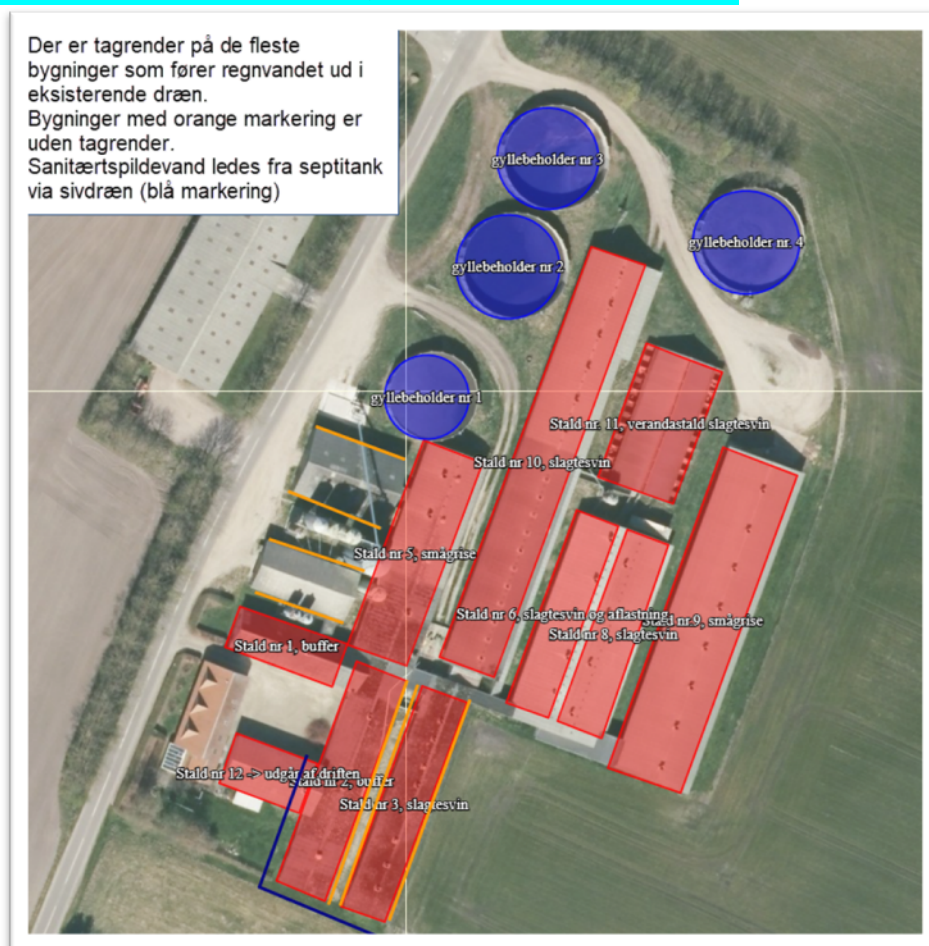 Der er tagrender på de fleste
bygninger som fører regnvandet ud i
eksisterende dræn.
Bygninger med orange markering er
uden tagrender.
Sanitærtspildevand ledes fra septitank
via sivdræn (blå markering)
gyllebeholder nr 3
gyllebeholder nr. 4
gyllebeholder nr 2
gyllebeholder nr 1
Stald nr. 11, verandastald slagtesvin
Stald nr 10, slagtesvin
Stald nr 5, smågrise
Stald nr 6, slagtesvin og aflastning
Stald nr 9, smågrise
Stald nr 8, slagtesvin
Stald nr 1, buffer
Stald nr 12 -> udgår af driften
Stald nr 2, buffer
Stald nr 3, slagtesvin